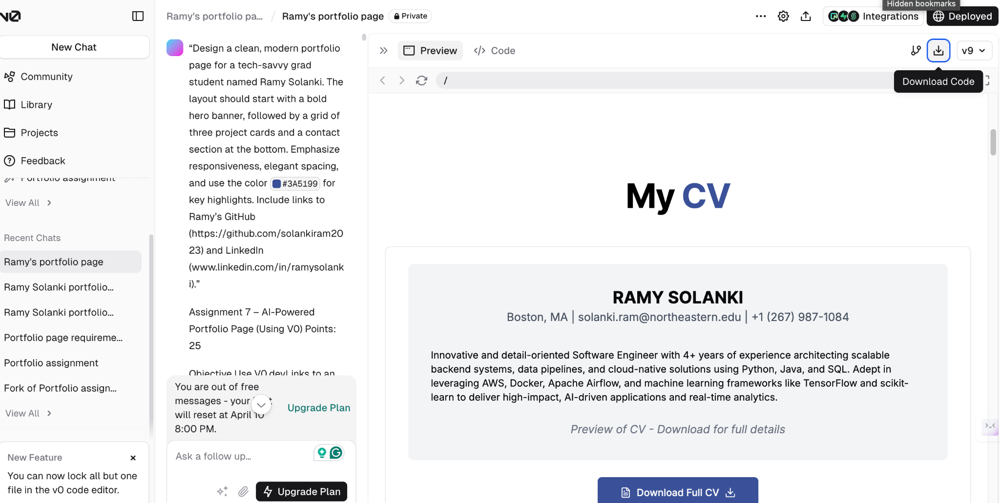 v0
New Chat
Community
Library
Projects
Feedback
Portfolio assignment
View All
Recent Chats
Ramy's portfolio page
Ramy Solanki portfolio...
Ramy Solanki portfolio...
Portfolio page requireme...
Portfolio assignment
Fork of Portfolio assign...
View All
New Feature
You can now lock all but one
file in the v0 code editor.
Ramy's portfolio pa... / Ramy's portfolio page Private
Hidden bookmarks
Integrations
Deployed
“Design a clean, modern portfolio
page for a tech-savvy grad
student named Ramy Solanki. The
layout should start with a bold
hero banner, followed by a grid of
three project cards and a contact
section at the bottom. Emphasize
responsiveness, elegant spacing,
and use the color #3A5199 for
key highlights. Include links to
Ramy’s GitHub
(https://github.com/solankiram20
23) and LinkedIn
(www.linkedin.com/in/ramysolank
i).”
Assignment 7 – AI-Powered
Portfolio Page (Using V0) Points:
25
Objective Use V0.devLinks to an
You are out of free
messages - your
will reset at April 10
8:00 PM.
Upgrade Plan
Ask a follow up...
Upgrade Plan
Preview
Code
v9
/
Download Code
My CV
RAMY SOLANKI
Boston, MA | solanki.ram@northeastern.edu | +1 (267) 987-1084
Innovative and detail-oriented Software Engineer with 4+ years of experience architecting scalable
backend systems, data pipelines, and cloud-native solutions using Python, Java, and SQL. Adept in
leveraging AWS, Docker, Apache Airflow, and machine learning frameworks like TensorFlow and scikit-
learn to deliver high-impact, AI-driven applications and real-time analytics.
Preview of CV - Download for full details
Download Full CV